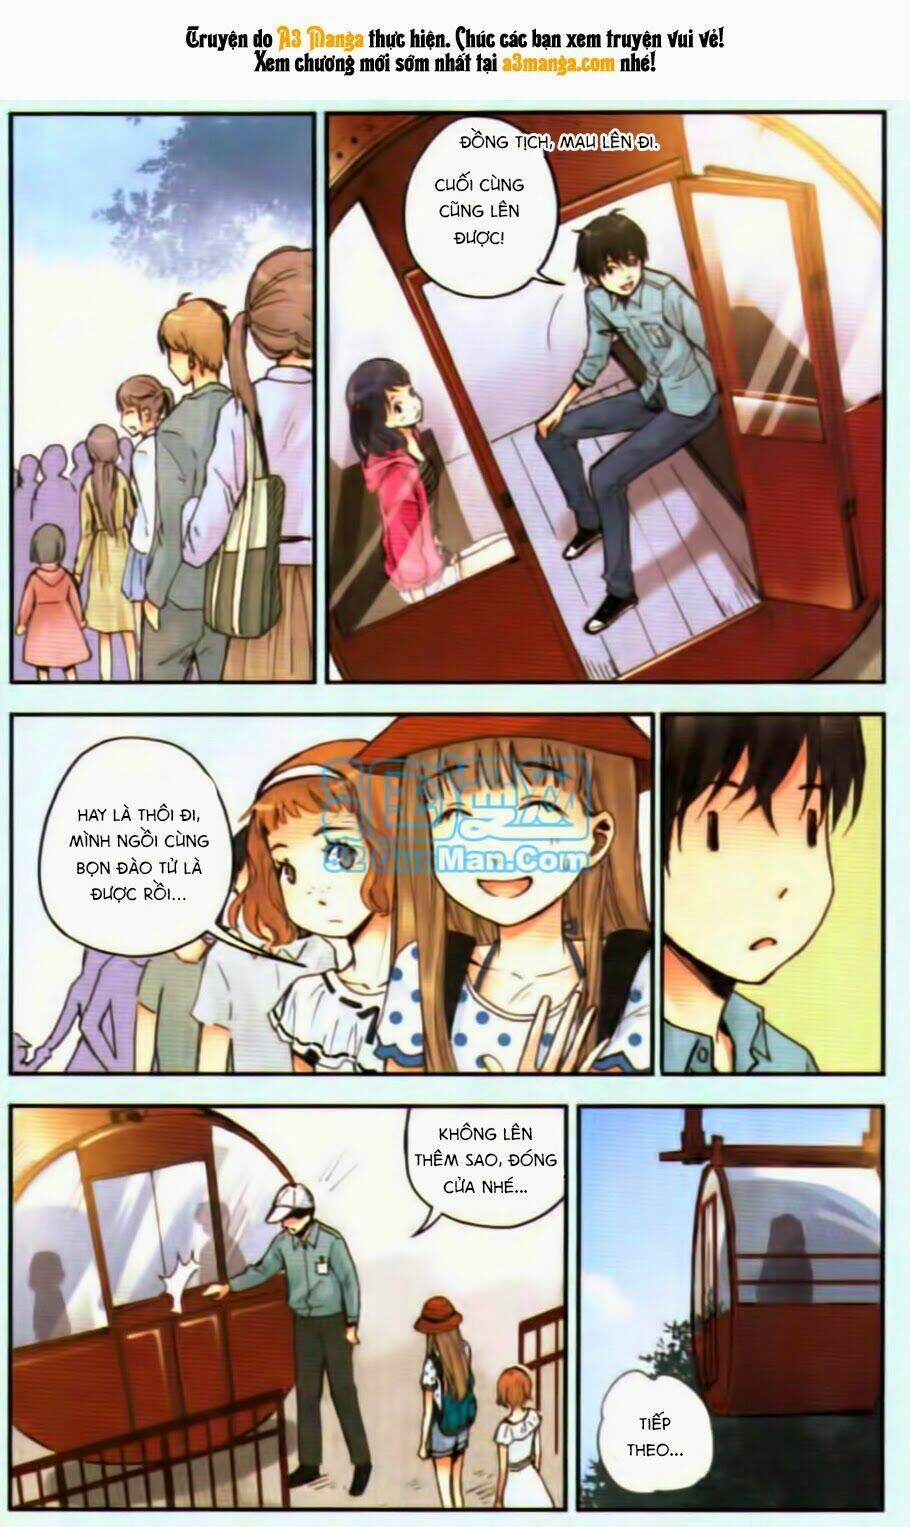 Truyện do A3 Manga thực hiện. Chúc các bạn xem truyện vui vẻ!
Xem chương mới sớm nhất tại a3manga.com nhé!
ĐỒNG TỊCH, MAU LÊN ĐI.
CUỐI CÙNG
CŨNG LÊN
ĐƯỢC!
HAY LÀ THÔI ĐI,
MÌNH NGỒI CÙNG
BỌN ĐÀO TỬ LÀ
ĐƯỢC RỒI...
KHÔNG LÊN
THÊM SAO, ĐÓNG
CỬA NHÉ...
TIẾP
THEO...